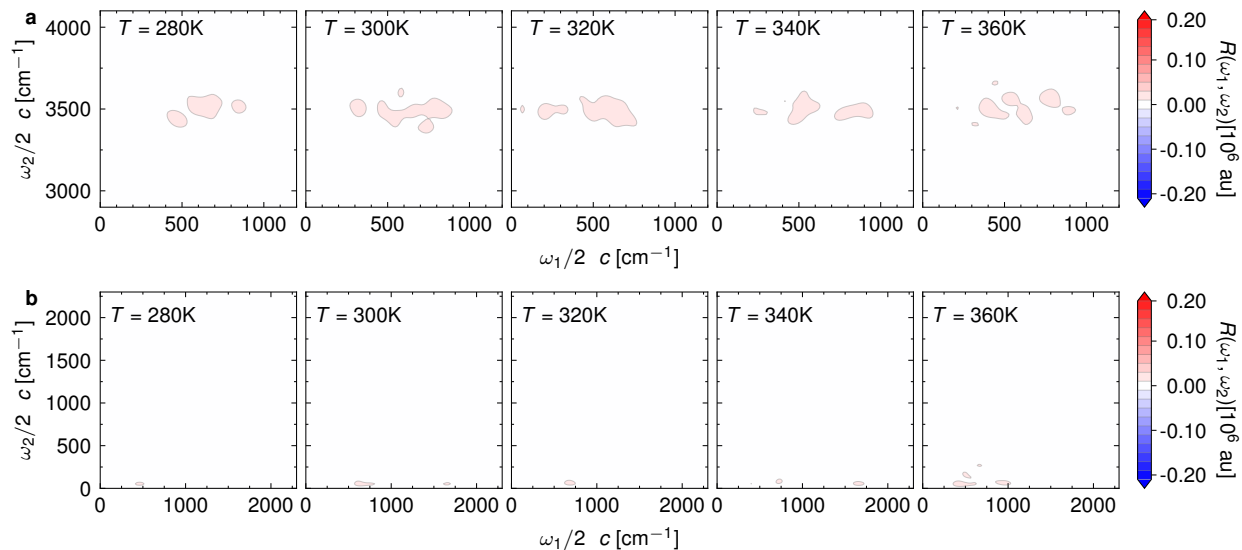 a
T = 280K
T = 300K
T = 320K
T = 340K
T = 360K
4000
3500
3000
ω₂/2 c [cm⁻¹]
0 500 1000
0 500 1000
0 500 1000
0 500 1000
0 500 1000
ω₁/2 c [cm⁻¹]
0.20
0.10
0.00
-0.10
-0.20
R(ω₁, ω₂)[10⁶ au]
b
T = 280K
T = 300K
T = 320K
T = 340K
T = 360K
2000
1500
1000
500
0
ω₂/2 c [cm⁻¹]
0 1000 2000
0 1000 2000
0 1000 2000
0 1000 2000
0 1000 2000
ω₁/2 c [cm⁻¹]
0.20
0.10
0.00
-0.10
-0.20
R(ω₁, ω₂)[10⁶ au]